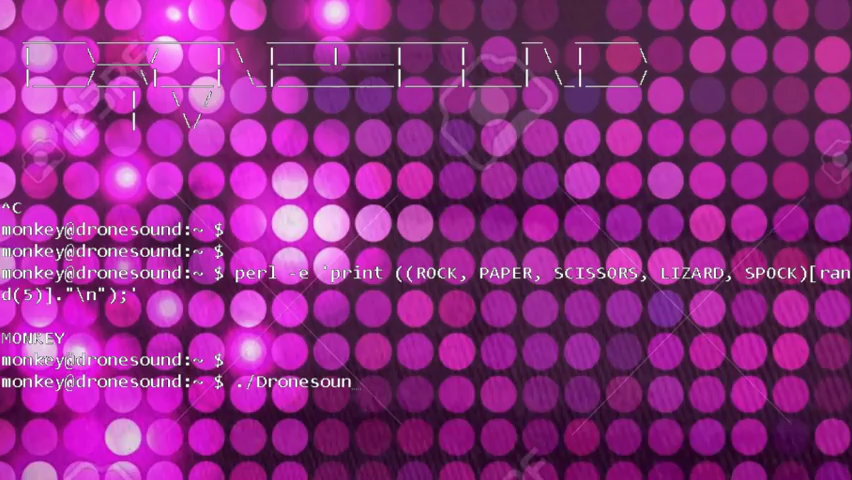 ^C
monkey@dronesound:~ $
monkey@dronesound:~ $
monkey@dronesound:~ $ perl -e 'print ((ROCK, PAPER, SCISSORS, LIZARD, SPOCK)[ran
d(5)]."\n");'
MONKEY
monkey@dronesound:~ $
monkey@dronesound:~ $ ./Dronesoun_